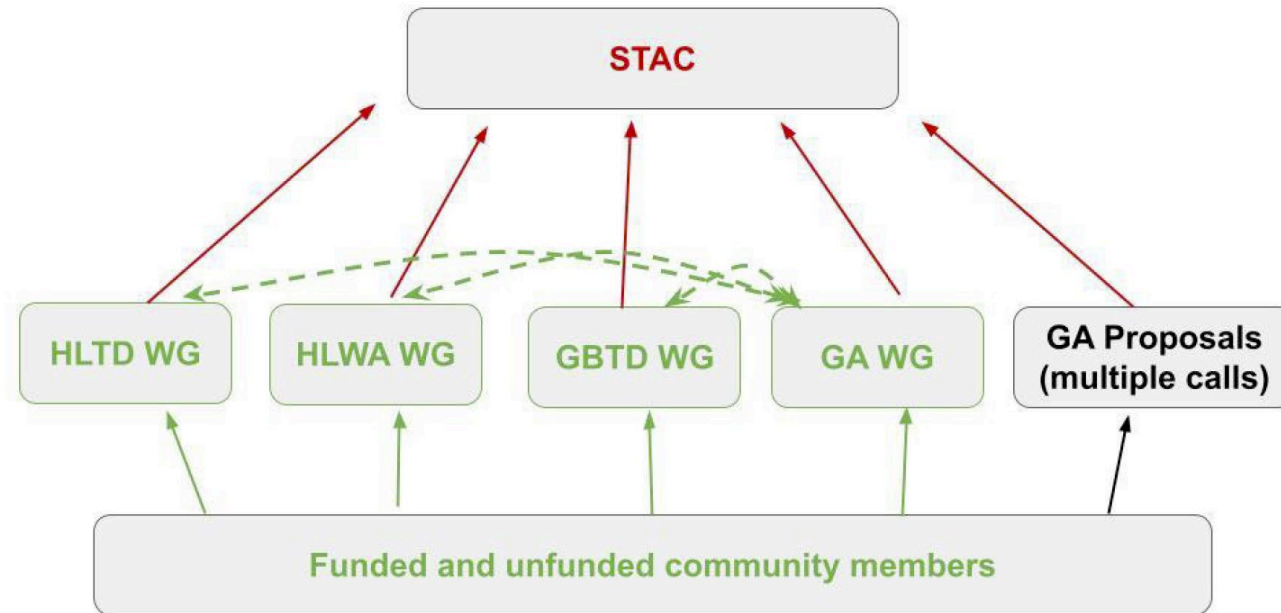 STAC
HLTD WG
HLWA WG
GBTD WG
GA WG
GA Proposals
(multiple calls)
Funded and unfunded community members